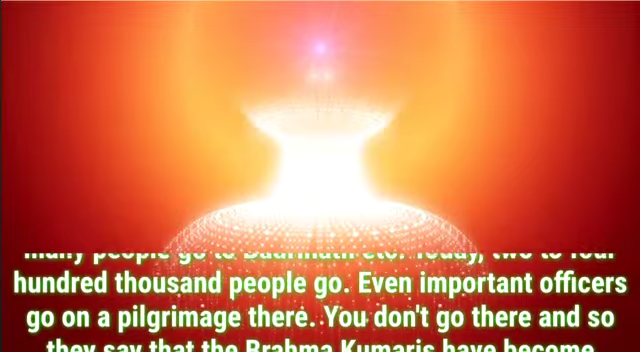 many people go to Badrinath etc. Today, two to four
hundred thousand people go. Even important officers
go on a pilgrimage there. You don't go there and so
they say that the Brahma Kumaris have become